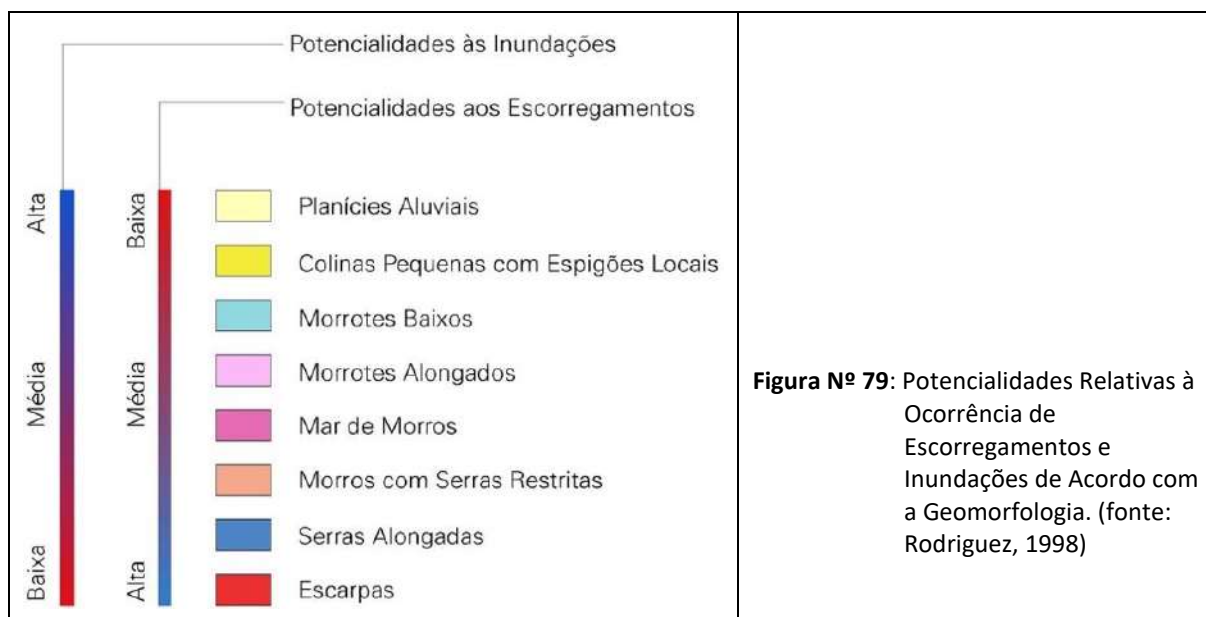 Potencialidades às Inundações
Potencialidades aos Escorregamentos
Alta
Média
Baixa
Baixa
Média
Alta
Planícies Aluviais
Colinas Pequenas com Espigões Locais
Morrotes Baixos
Morrotes Alongados
Mar de Morros
Morros com Serras Restritas
Serras Alongadas
Escarpas
Figura Nº 79: Potencialidades Relativas à
Ocorrência de
Escorregamentos e
Inundações de Acordo com
a Geomorfologia. (fonte:
Rodriguez, 1998)